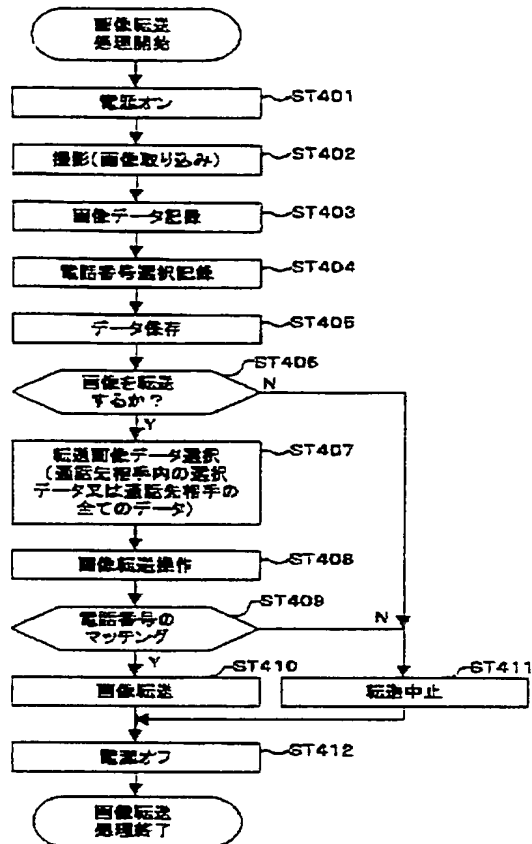 画像転送
処理開始
電源オン
ST401
撮影(画像取り込み)
ST402
画像データ記録
ST403
電話番号選択記録
ST404
データ保存
ST405
画像を転送
するか?
ST406
N
Y
転送画像データ選択
(通話先相手内の選択
データ又は通話先相手の
全てのデータ)
ST407
画像転送操作
ST408
電話番号の
マッチング
ST409
N
Y
画像転送
ST410
転送中止
ST411
電源オフ
ST412
画像転送
処理終了